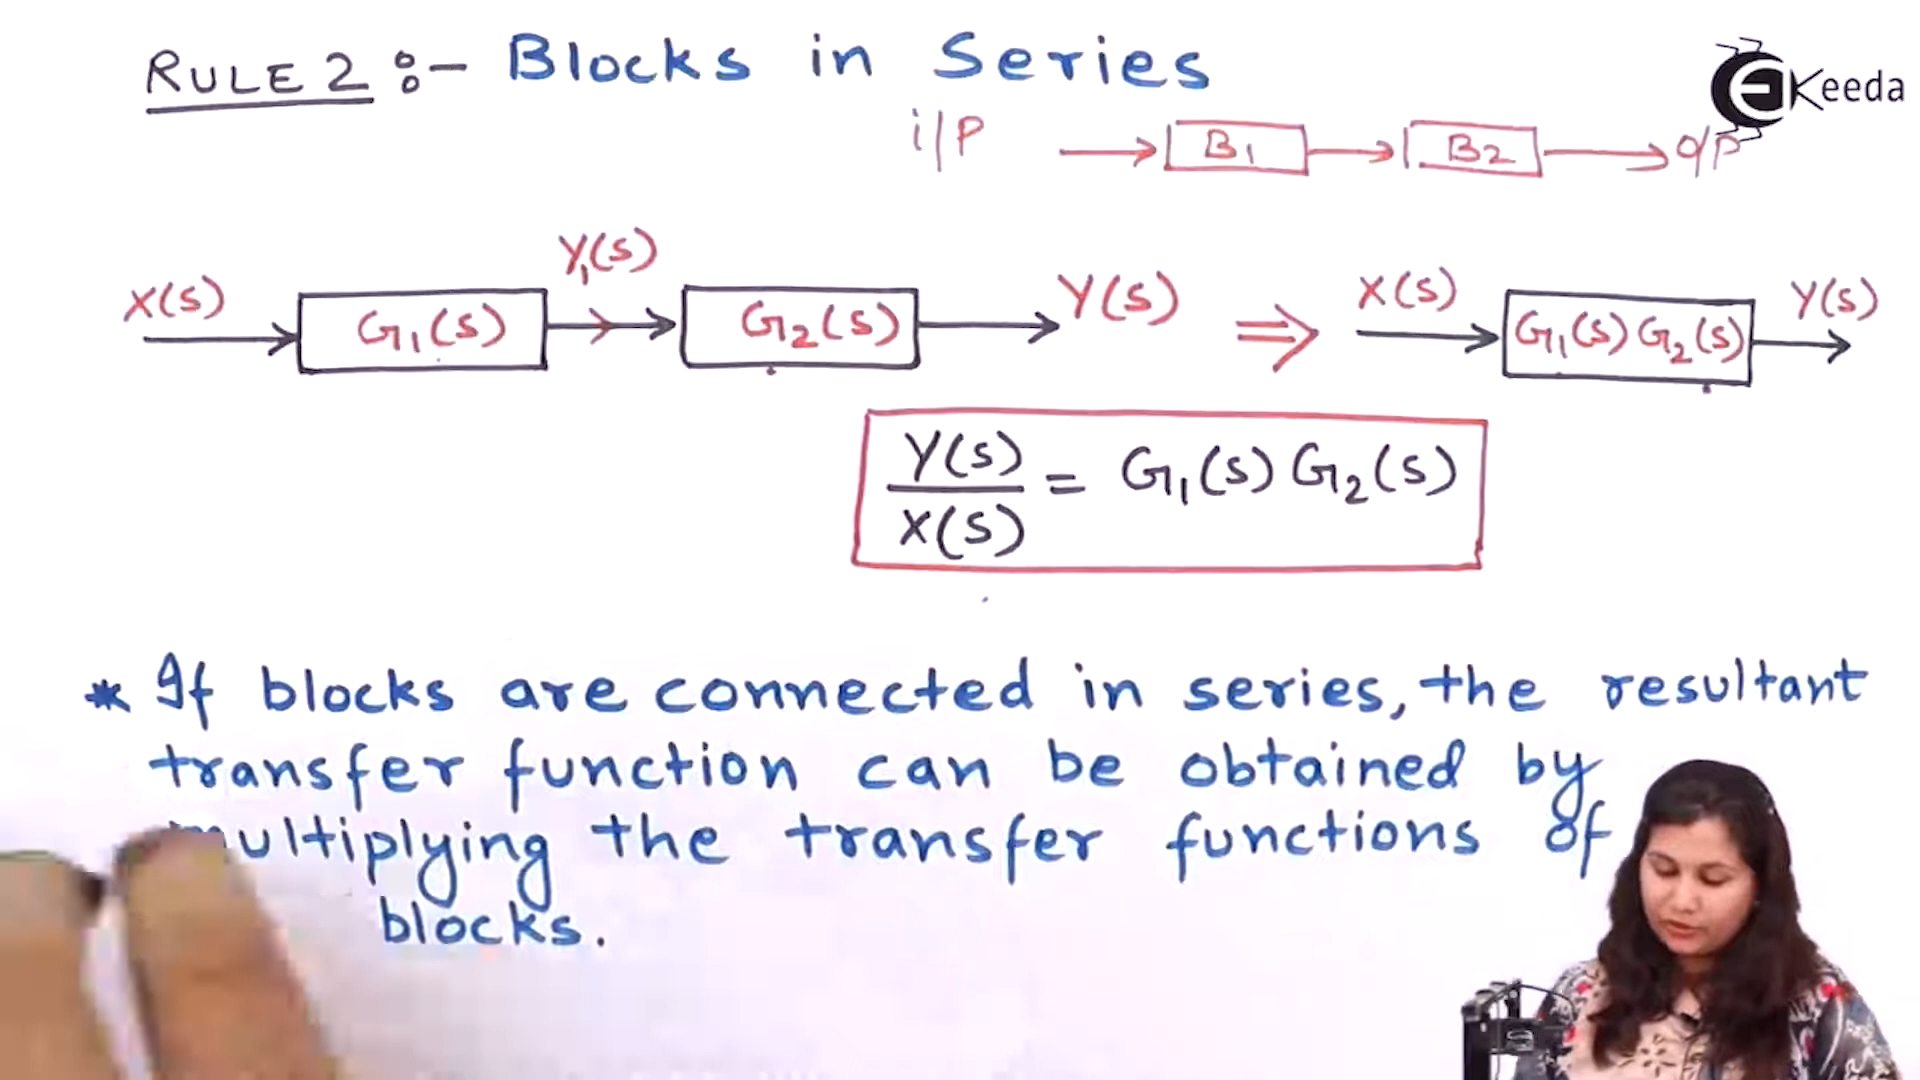 RULE 2 :- Blocks in Series
Keeda
i/P → B1 → B2 → o/p
X(s) → G1(s) → Y1(s) → G2(s) → Y(s) ⇒ X(s) → G1(s) G2(s) → Y(s)
Y(s)/X(s) = G1(s) G2(s)
* If blocks are connected in series, the resultant
transfer function can be obtained by
multiplying the transfer functions of
blocks.